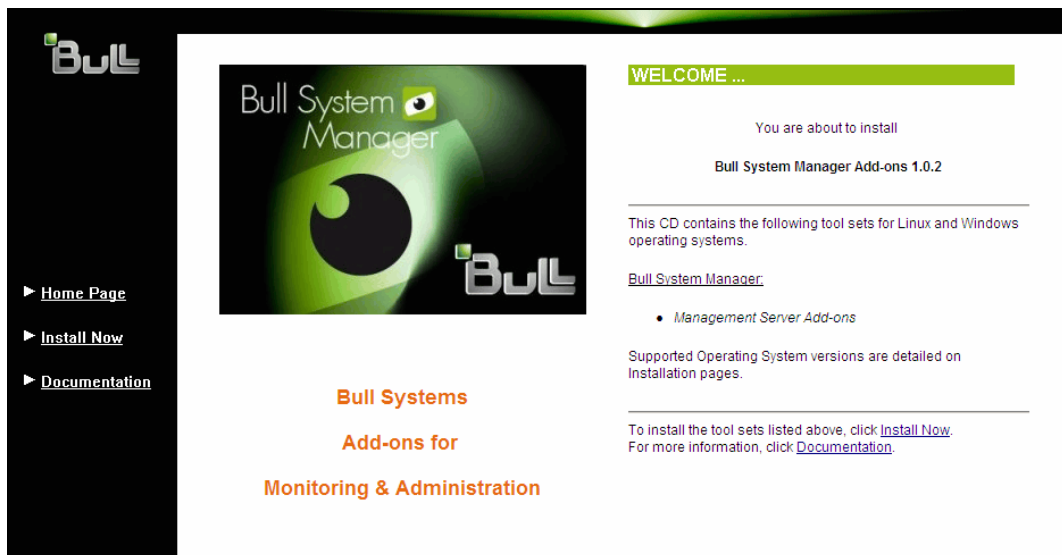 Bull
Home Page
Install Now
Documentation
Bull System
Manager
Bull
Bull Systems
Add-ons for
Monitoring & Administration
WELCOME ...
You are about to install
Bull System Manager Add-ons 1.0.2
This CD contains the following tool sets for Linux and Windows
operating systems.
Bull System Manager:
• Management Server Add-ons
Supported Operating System versions are detailed on
Installation pages.
To install the tool sets listed above, click Install Now.
For more information, click Documentation.